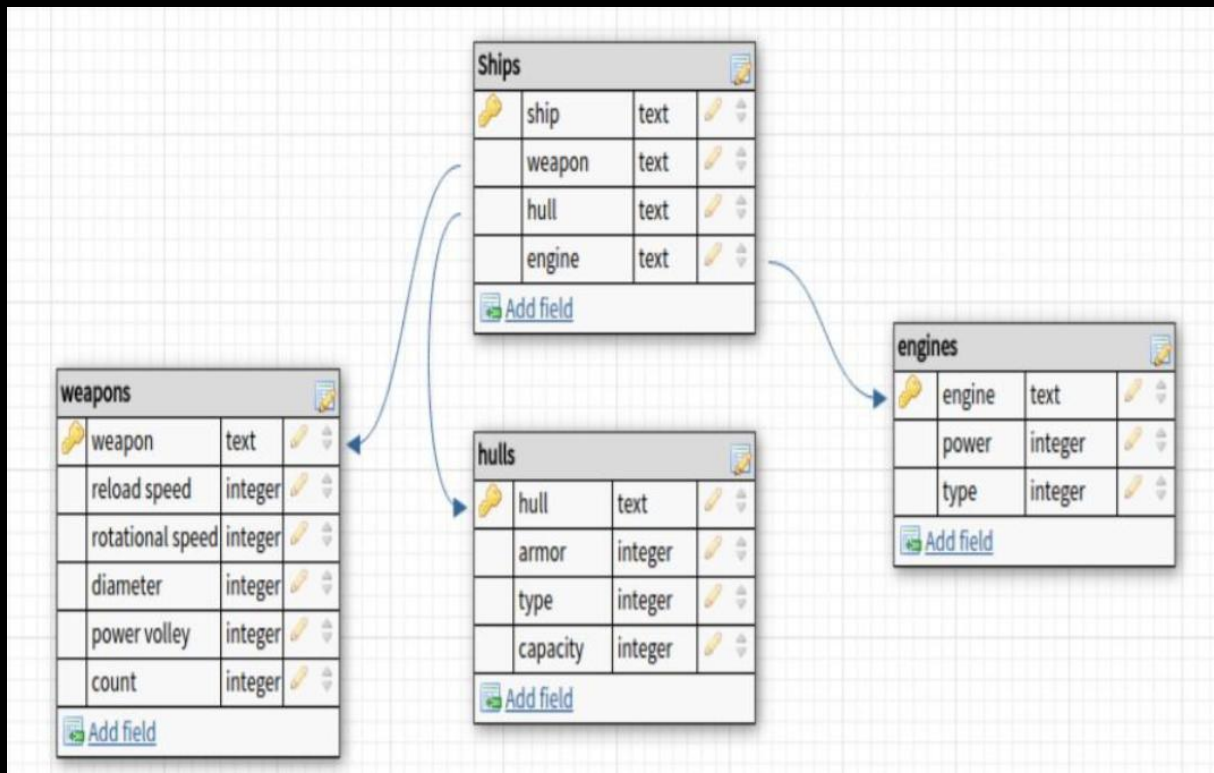 Ships
ship text
weapon text
hull text
engine text
Add field
weapons
weapon text
reload speed integer
rotational speed integer
diameter integer
power volley integer
count integer
Add field
hulls
hull text
armor integer
type integer
capacity integer
Add field
engines
engine text
power integer
type integer
Add field